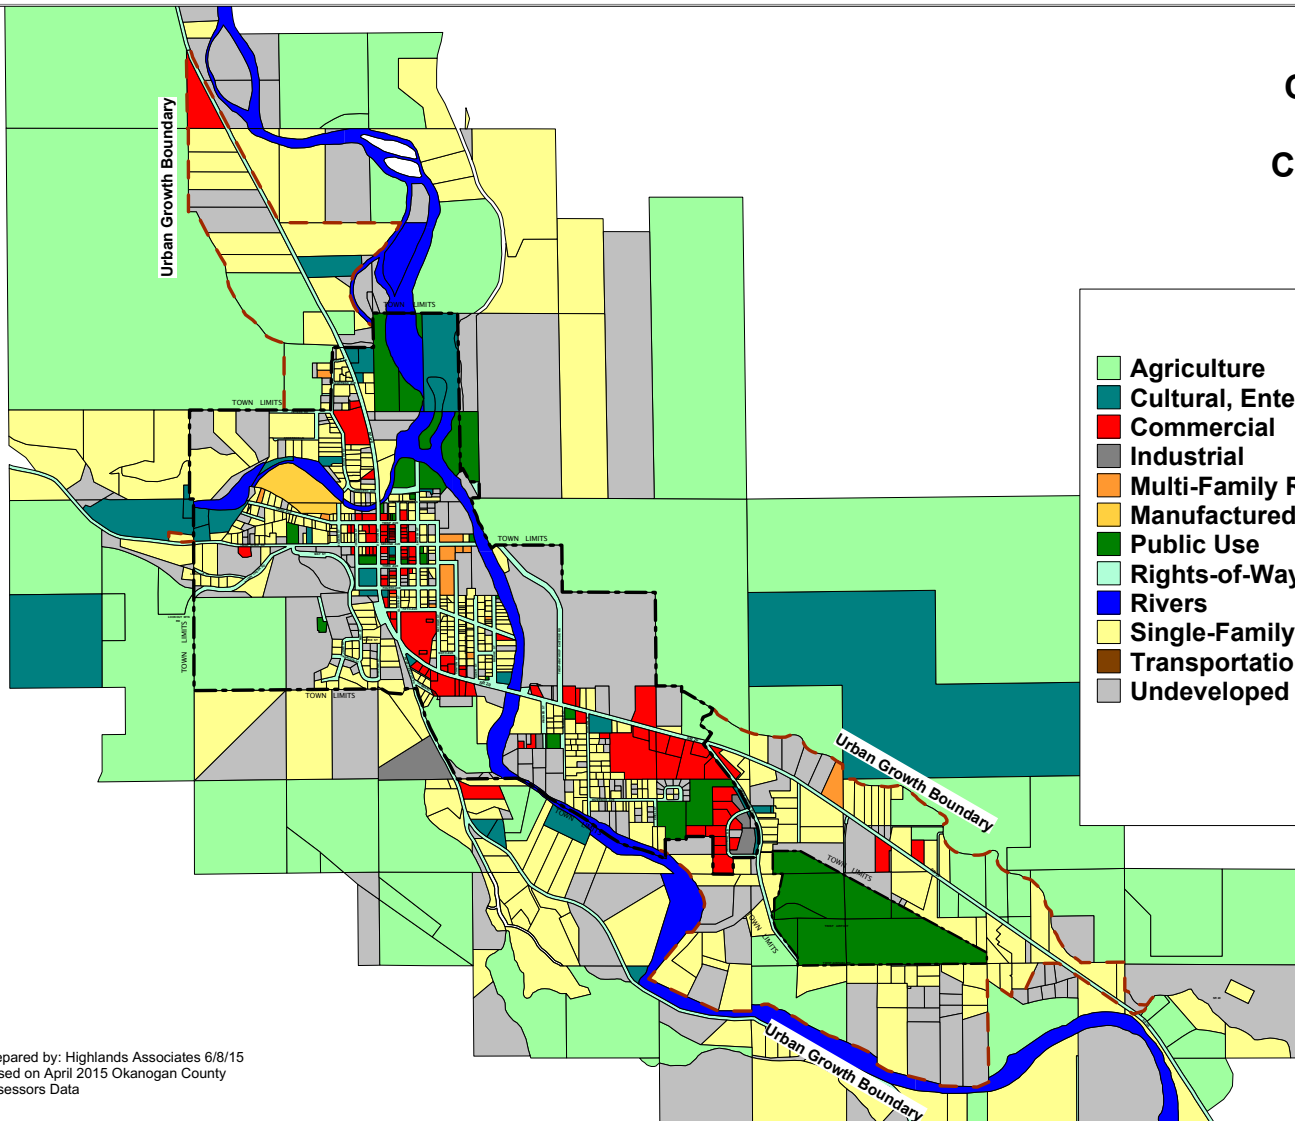 C
C
Urban Growth Boundary
TOWN LIMITS
TOWN LIMITS
TOWN LIMITS
TOWN LIMITS
TOWN LIMITS
Agriculture
Cultural, Ente
Commercial
Industrial
Multi-Family R
Manufactured
Public Use
Rights-of-Way
Rivers
Single-Family
Transportatio
Undeveloped
Urban Growth Boundary
TOWN LIMITS
TOWN LIMITS
TOWN LIMITS
Urban Growth Boundary
epared by: Highlands Associates 6/8/15
sed on April 2015 Okanogan County
sessors Data